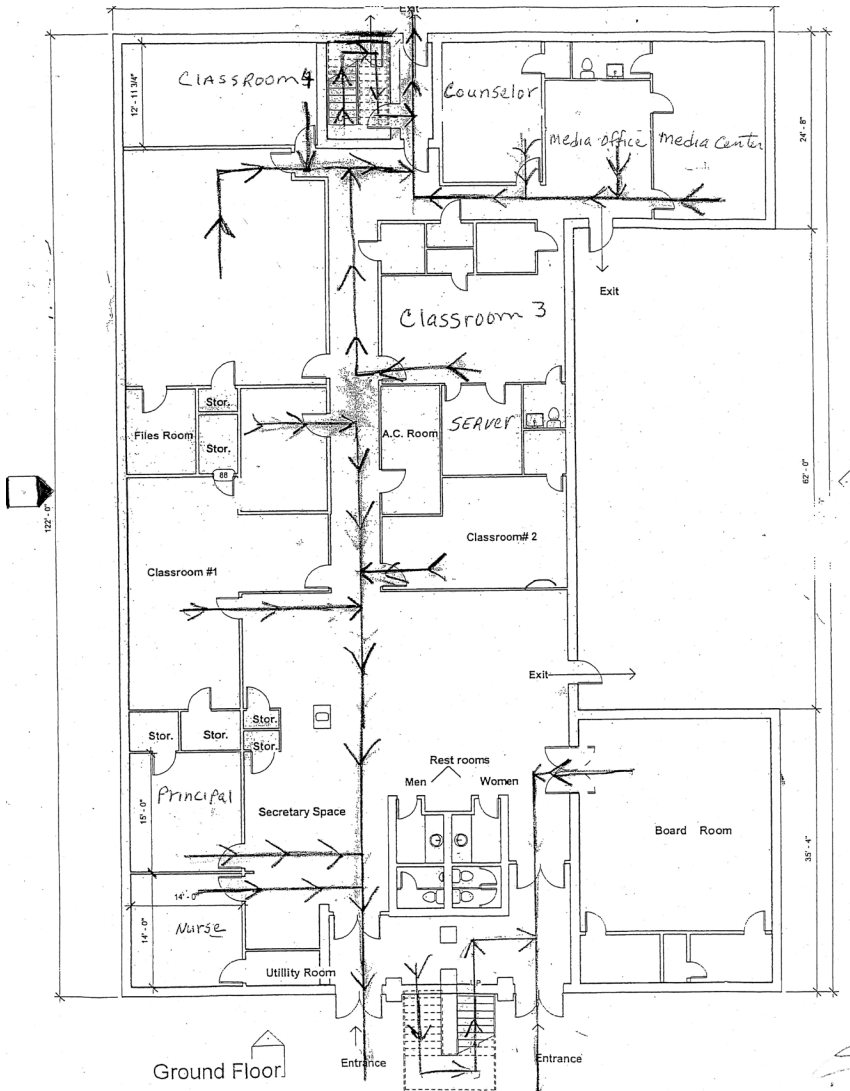 Exit
CLASSROOM 4
12' - 11 3/4"
Counselor
Media Office
Media Center
24' - 8"
Exit
Classroom 3
Stor.
Files Room
Stor.
88
A.C. Room
SERVER
62' - 0"
122' - 0"
Classroom# 2
Classroom #1
Exit
Stor.
Stor.
Stor.
Stor.
Rest rooms
Men
Women
Principal
15' - 0"
Secretary Space
Board Room
35' - 4"
14' - 0"
Nurse
14' - 0"
Utillity Room
UP
Entrance
Entrance
Ground Floor